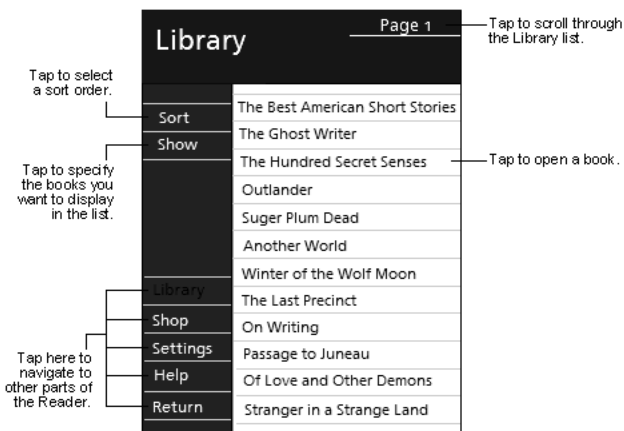 Library
Page 1
Tap to scroll through
the Library list.
Tap to select
a sort order.
Sort
Show
Tap to specify
the books you
want to display
in the list.
The Best American Short Stories
The Ghost Writer
The Hundred Secret Senses
Tap to open a book.
Outlander
Suger Plum Dead
Another World
Winter of the Wolf Moon
The Last Precinct
On Writing
Passage to Juneau
Of Love and Other Demons
Stranger in a Strange Land
Library
Shop
Settings
Help
Return
Tap here to
navigate to
other parts of
the Reader.